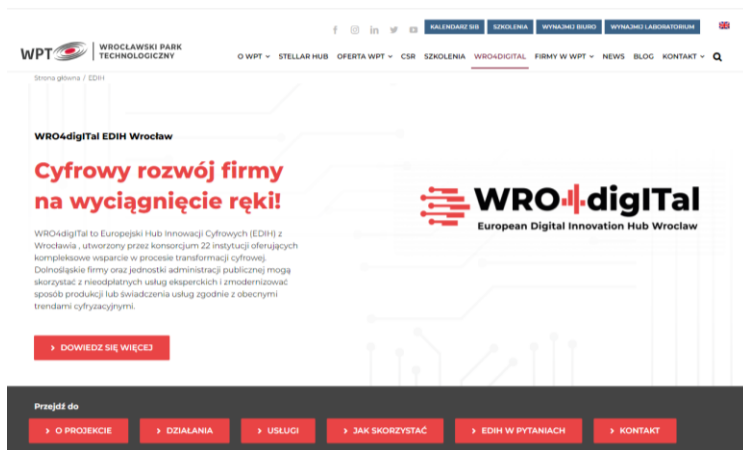 KALENDARZ SIR
SZKOLENIA
WYNAJMIJ BIURO
WYNAJMIJ LABORATORIUM
WPT
WROCŁAWSKI PARK
TECHNOLOGICZNY
O WPT
STELLAR HUB
OFERTA WPT
CSR
SZKOLENIA
WRO4DIGITAL
FIRMY W WPT
NEWS
BLOG
KONTAKT
Strona główna / EDIH
WRO4digITal EDIH Wrocław
Cyfrowy rozwój firmy
na wyciągnięcie ręki!
WRO4digITal to Europejski Hub Innowacji Cyfrowych (EDIH) z
Wrocławia , utworzony przez konsorcjum 22 instytucji oferujących
kompleksowe wsparcie w procesie transformacji cyfrowej.
Dolnośląskie firmy oraz jednostki administracji publicznej mogą
skorzystać z nieodpłatnych usług eksperckich i zmodernizować
sposób produkcji lub świadczenia usług zgodnie z obecnymi
trendami cyfryzacyjnymi.
> DOWIEDZ SIĘ WIĘCEJ
WRO4digITal
European Digital Innovation Hub Wroclaw
Przejdź do
> O PROJEKCIE
> DZIAŁANIA
> USŁUGI
> JAK SKORZYSTAĆ
> EDIH W PYTANIACH
> KONTAKT